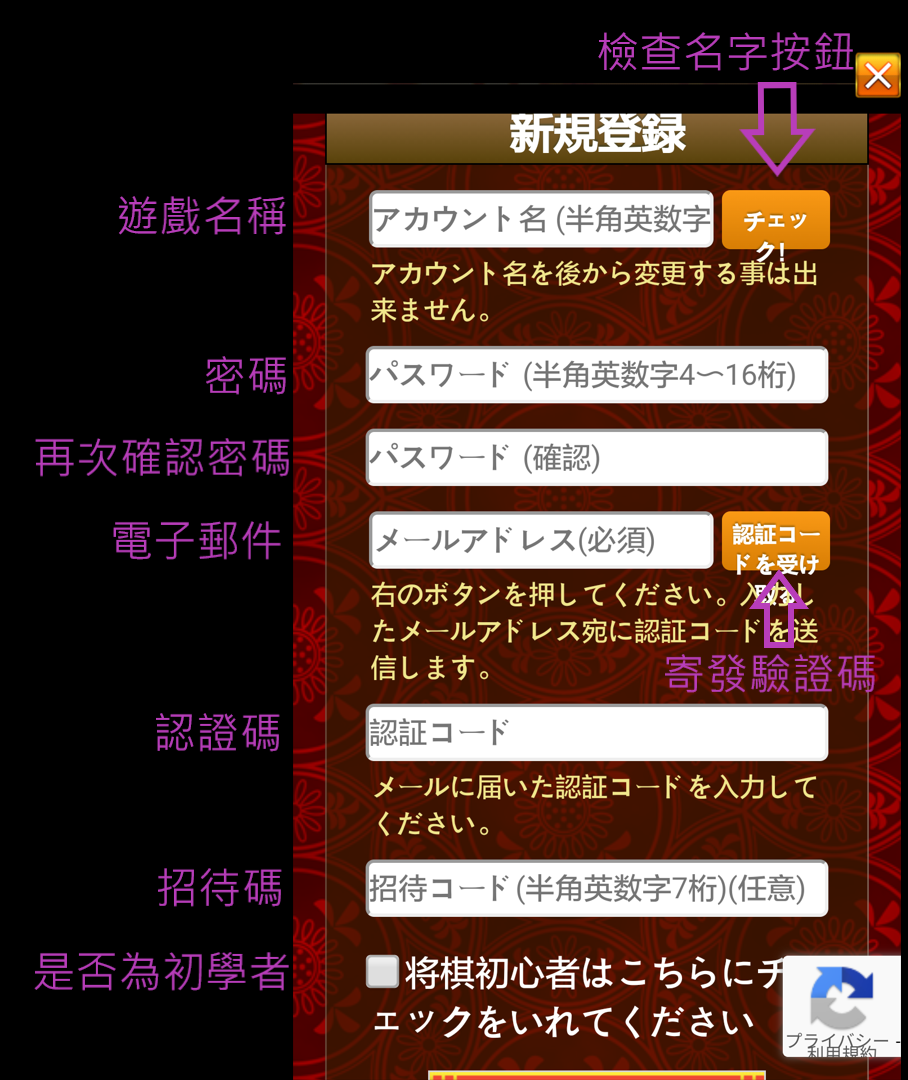 檢查名字按鈕
新規登録
遊戲名稱
アカウント名 (半角英数字
チェッ
ク!
アカウント名を後から変更する事は出
来ません。
密碼
パスワード (半角英数字4〜16桁)
再次確認密碼
パスワード (確認)
電子郵件
メールアドレス(必須)
認証コー
ドを受け
右のボタンを押してください。入力し
たメールアドレス宛に認証コードを送
信します。
寄發驗證碼
認證碼
認証コード
メールに届いた認証コードを入力して
ください。
招待碼
招待コード(半角英数字7桁)(任意)
是否為初學者
将棋初心者はこちらにチ
ェックをいれてください
プライバシー -
利用規約